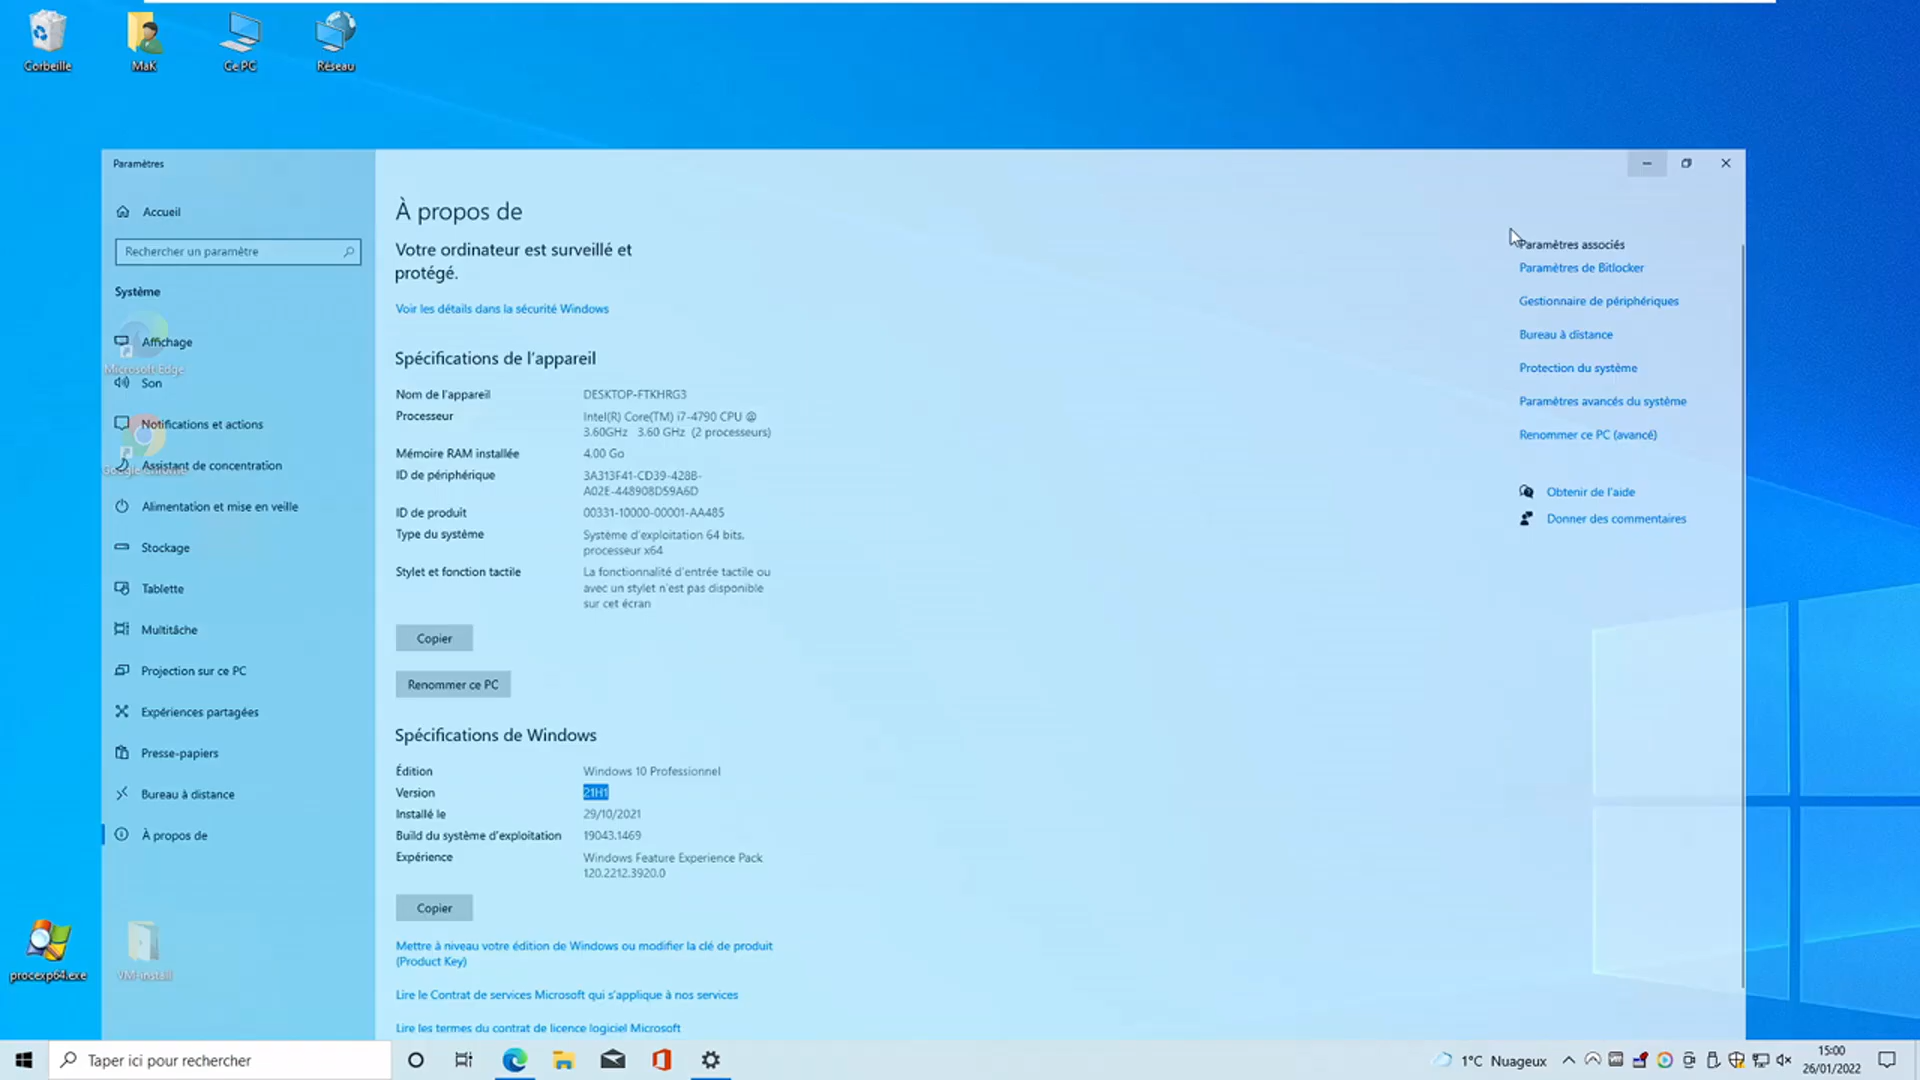 Corbeille
MaK
Ce PC
Réseau
Paramètres
Accueil
Rechercher un paramètre
Système
Affichage
Microsoft Edge
Son
Notifications et actions
Assistant de concentration
Google Chrome
Alimentation et mise en veille
Stockage
Tablette
Multitâche
Projection sur ce PC
Expériences partagées
Presse-papiers
Bureau à distance
À propos de
procexp64.exe
VM-install
À propos de
Votre ordinateur est surveillé et
protégé.
Voir les détails dans la sécurité Windows
Spécifications de l'appareil
Nom de l'appareil DESKTOP-FTKHRG3
Processeur Intel(R) Core(TM) i7-4790 CPU @
3.60GHz 3.60 GHz (2 processeurs)
Mémoire RAM installée 4,00 Go
ID de périphérique 3A313F41-CD39-428B-
A02E-448908D59A6D
ID de produit 00331-10000-00001-AA485
Type du système Système d'exploitation 64 bits,
processeur x64
Stylet et fonction tactile La fonctionnalité d'entrée tactile ou
avec un stylet n'est pas disponible
sur cet écran
Copier
Renommer ce PC
Spécifications de Windows
Édition Windows 10 Professionnel
Version 21H1
Installé le 29/10/2021
Build du système d'exploitation 19043.1469
Expérience Windows Feature Experience Pack
120.2212.3920.0
Copier
Mettre à niveau votre édition de Windows ou modifier la clé de produit
(Product Key)
Lire le Contrat de services Microsoft qui s'applique à nos services
Lire les termes du contrat de licence logiciel Microsoft
Paramètres associés
Paramètres de Bitlocker
Gestionnaire de périphériques
Bureau à distance
Protection du système
Paramètres avancés du système
Renommer ce PC (avancé)
Obtenir de l'aide
Donner des commentaires
Taper ici pour rechercher
1°C Nuageux
15:00
26/01/2022